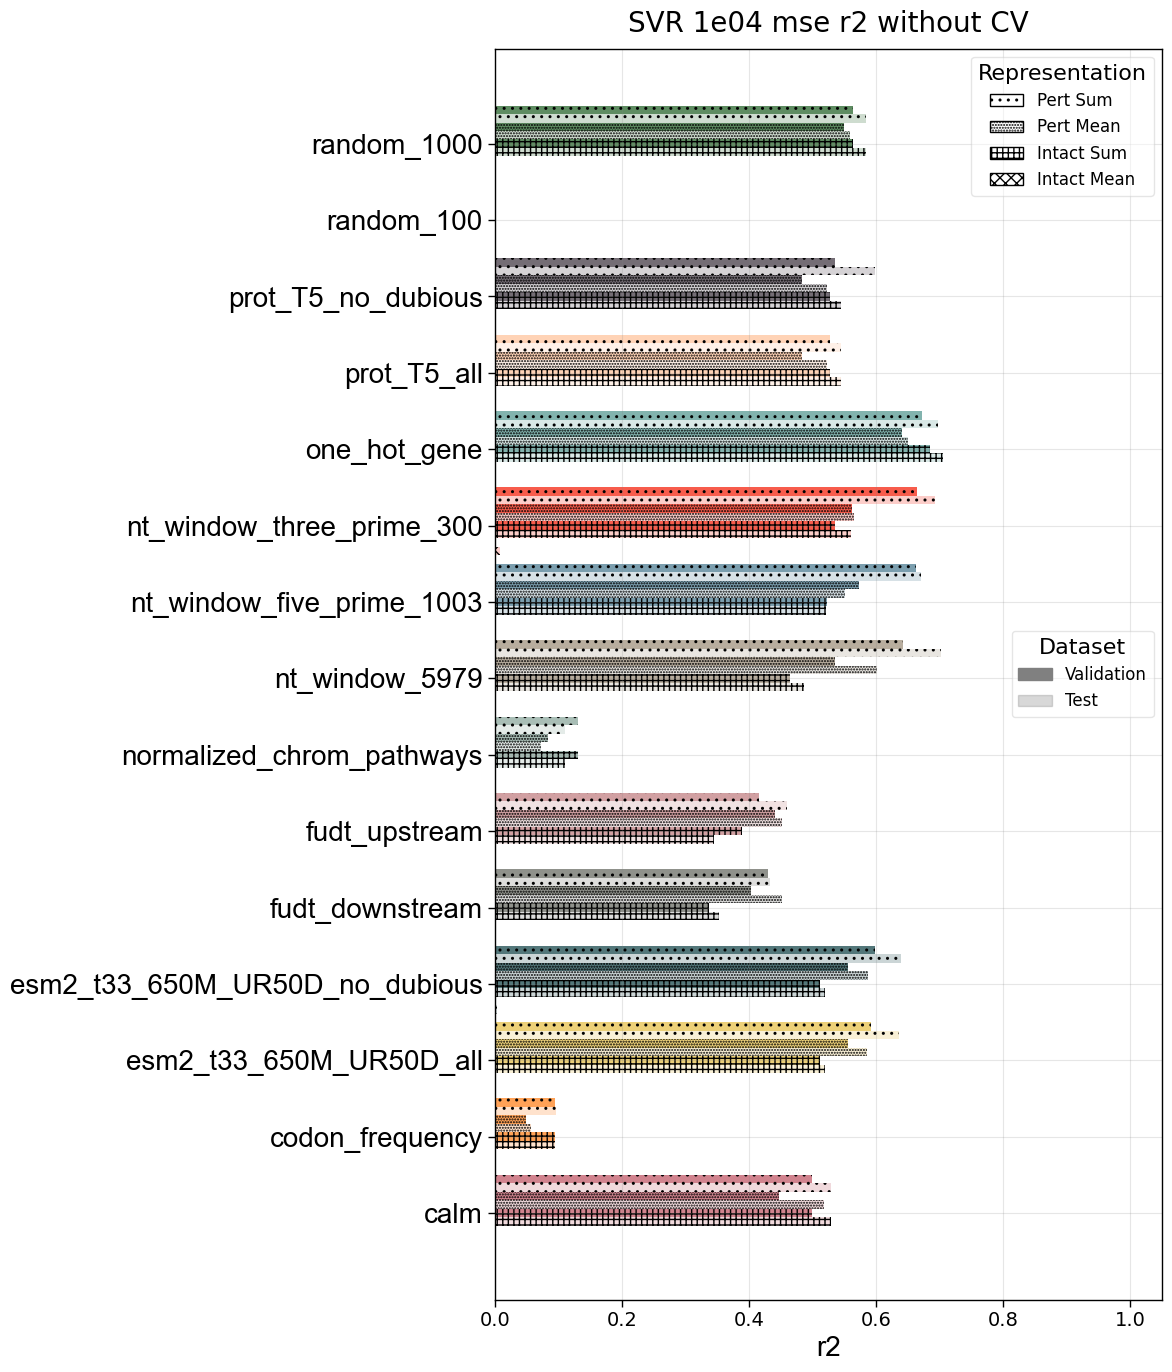 SVR 1e04 mse r2 without CV
Representation
Pert Sum
Pert Mean
Intact Sum
Intact Mean
random_1000
random_100
prot_T5_no_dubious
prot_T5_all
one_hot_gene
nt_window_three_prime_300
nt_window_five_prime_1003
nt_window_5979
Dataset
Validation
Test
normalized_chrom_pathways
fudt_upstream
fudt_downstream
esm2_t33_650M_UR50D_no_dubious
esm2_t33_650M_UR50D_all
codon_frequency
calm
0.0 0.2 0.4 0.6 0.8 1.0
r2